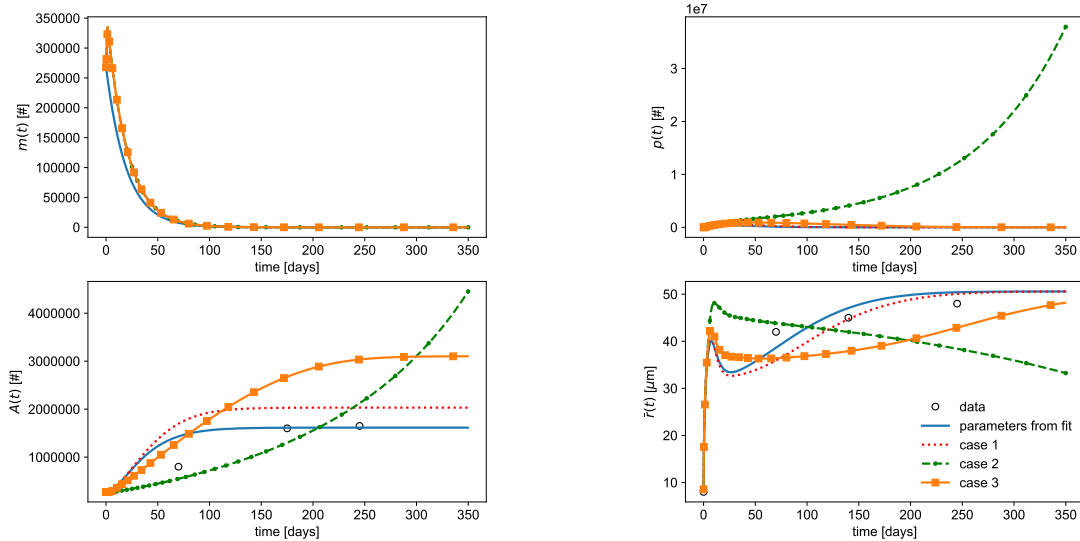 350000
300000
250000
200000
150000
100000
50000
0
m(t) [#]
0 50 100 150 200 250 300 350
time [days]
1e7
3
2
1
0
p(t) [#]
0 50 100 150 200 250 300 350
time [days]
4000000
3000000
2000000
1000000
A(t) [#]
0 50 100 150 200 250 300 350
time [days]
50
40
30
20
10
r̄(t) [μm]
data
parameters from fit
case 1
case 2
case 3
0 50 100 150 200 250 300 350
time [days]